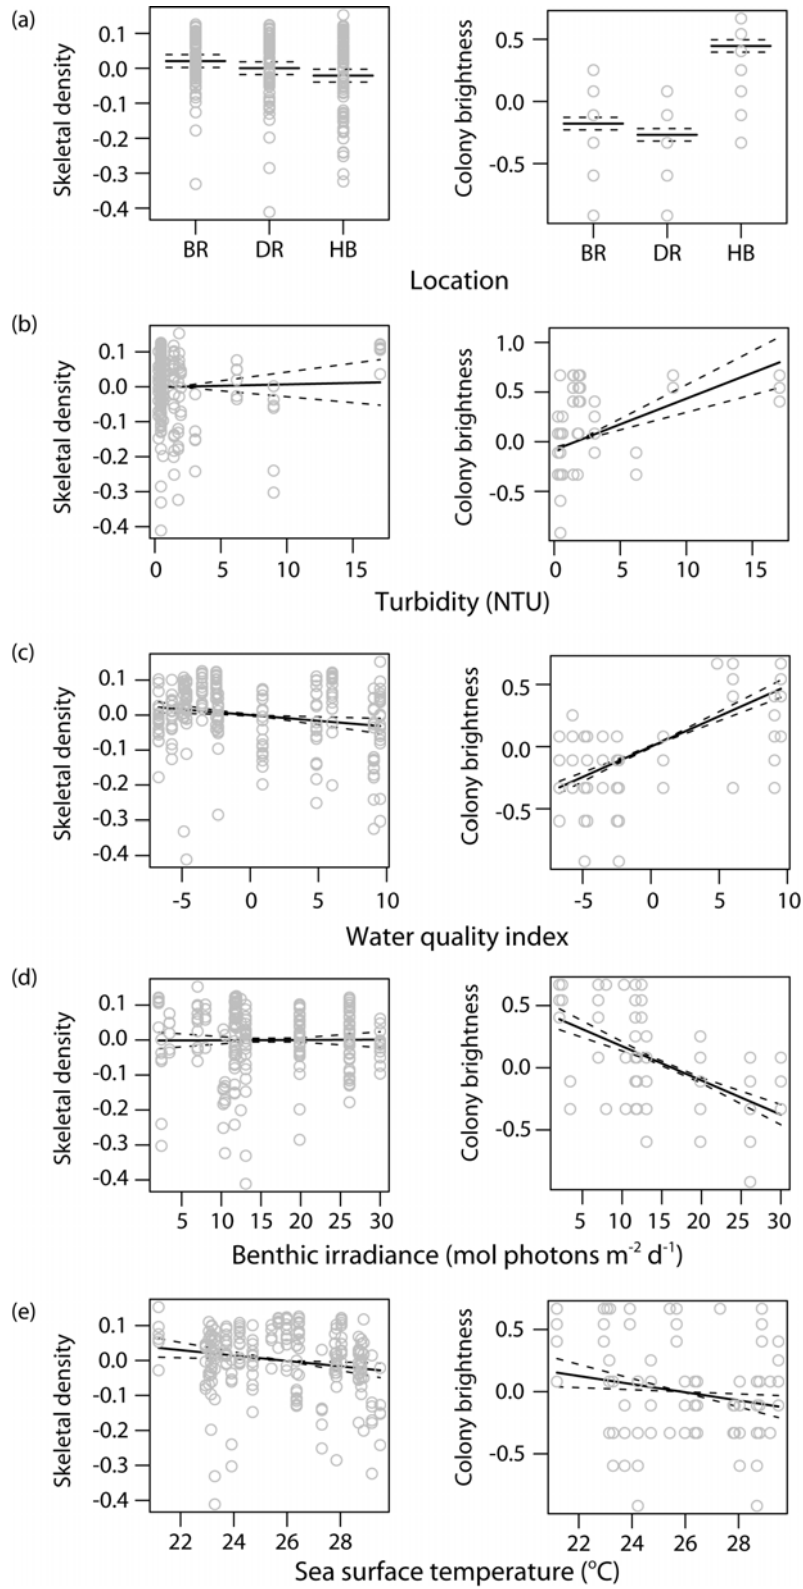 (a)
Skeletal density
0.1
0.0
-0.1
-0.2
-0.3
-0.4
BR DR HB
Colony brightness
0.5
0.0
-0.5
BR DR HB
Location
(b)
Skeletal density
0.1
0.0
-0.1
-0.2
-0.3
-0.4
0 5 10 15
Colony brightness
1.0
0.5
0.0
-0.5
0 5 10 15
Turbidity (NTU)
(c)
Skeletal density
0.1
0.0
-0.1
-0.2
-0.3
-0.4
-5 0 5 10
Colony brightness
0.5
0.0
-0.5
-5 0 5 10
Water quality index
(d)
Skeletal density
0.1
0.0
-0.1
-0.2
-0.3
-0.4
5 10 15 20 25 30
Colony brightness
0.5
0.0
-0.5
5 10 15 20 25 30
Benthic irradiance (mol photons m⁻² d⁻¹)
(e)
Skeletal density
0.1
0.0
-0.1
-0.2
-0.3
-0.4
22 24 26 28
Colony brightness
0.5
0.0
-0.5
22 24 26 28
Sea surface temperature (°C)